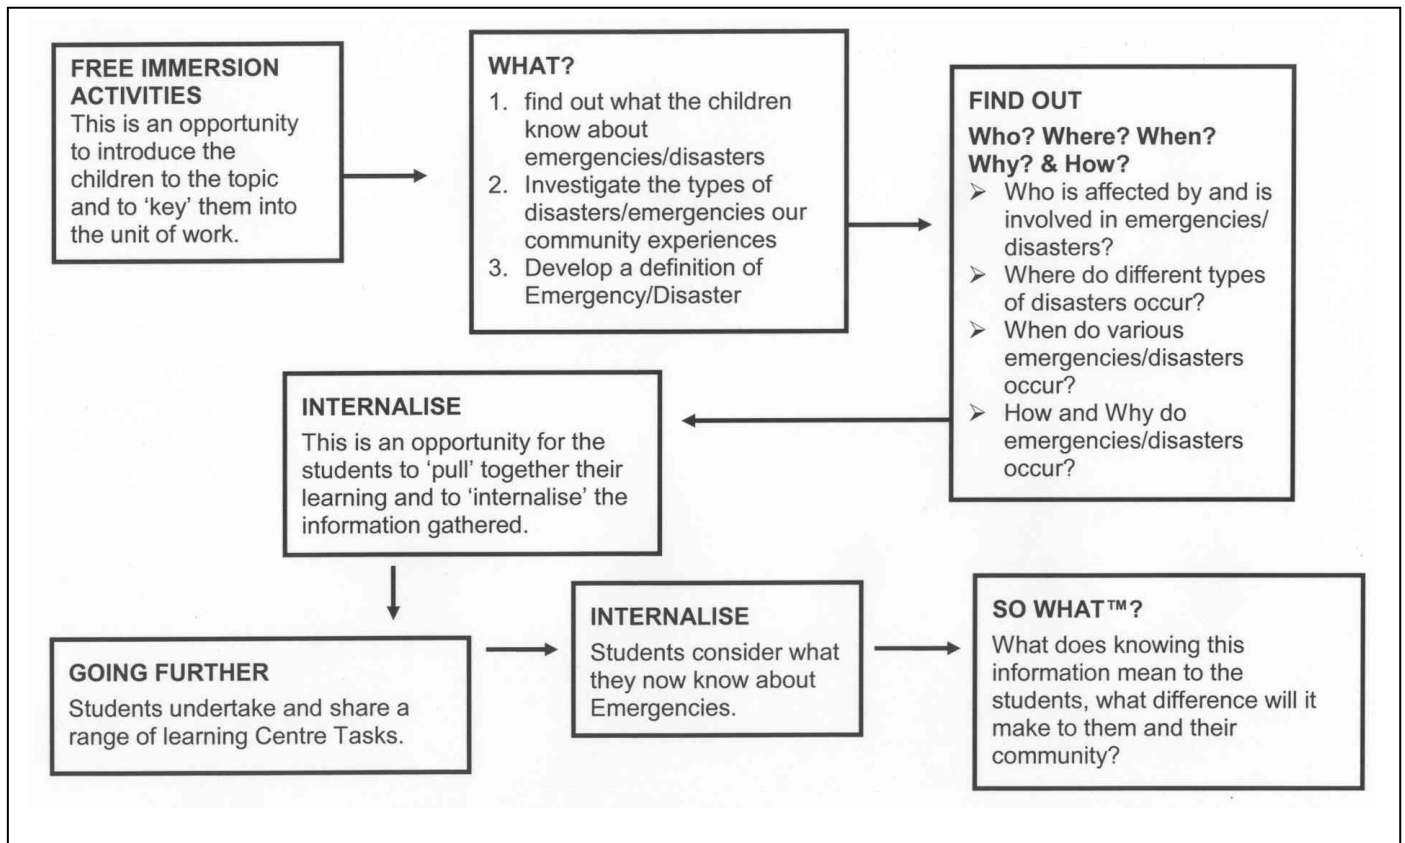 FREE IMMERSION
ACTIVITIES
This is an opportunity
to introduce the
children to the topic
and to ‘key’ them into
the unit of work.
WHAT?
1. find out what the children
know about
emergencies/disasters
2. Investigate the types of
disasters/emergencies our
community experiences
3. Develop a definition of
Emergency/Disaster
FIND OUT
Who? Where? When?
Why? & How?
➢ Who is affected by and is
involved in emergencies/
disasters?
➢ Where do different types
of disasters occur?
➢ When do various
emergencies/disasters
occur?
➢ How and Why do
emergencies/disasters
occur?
INTERNALISE
This is an opportunity for the
students to ‘pull’ together their
learning and to ‘internalise’ the
information gathered.
GOING FURTHER
Students undertake and share a
range of learning Centre Tasks.
INTERNALISE
Students consider what
they now know about
Emergencies.
SO WHAT™?
What does knowing this
information mean to the
students, what difference will it
make to them and their
community?